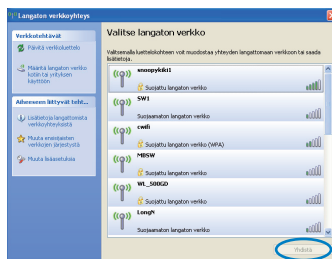 Langaton verkkoyhteys
Verkkotehtävät
Päivitä verkkoluettelo
Määritä langaton verkko
kotiin tai yrityksen
käyttöön.
Aiheeseen liittyvät teht...
Lisätietoja langattomista
verkkoyhteyksistä
Muuta ensisijaisten
verkkojen järjestystä
Muuta lisäasetuksia
Valitse langaton verkko
Valitsemalla luettelokohteen voit muodostaa yhteyden langattomaan verkkoon tai saada
lisätietoja.
snoopykiki1
Suojattu langaton verkko
SW1
Suojaamaton langaton verkko
cwifi
Suojattu langaton verkko (WPA)
MBSW
Suojattu langaton verkko
WL_500GD
Suojattu langaton verkko
LongN
Suojaamaton langaton verkko
Yhdistä